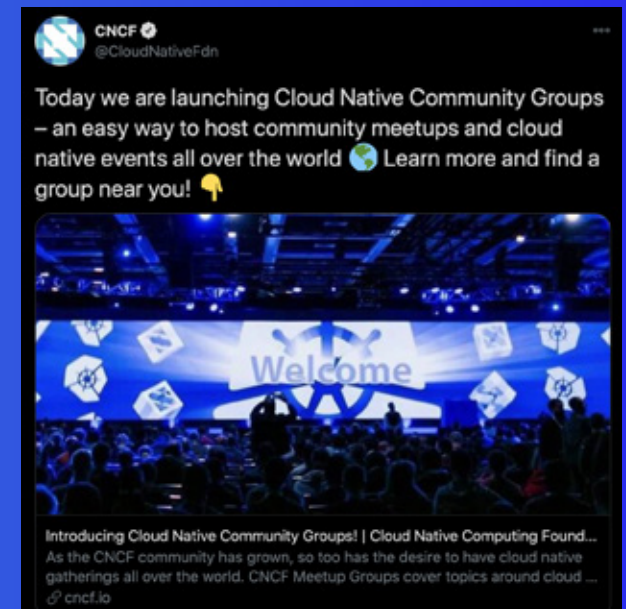 CNCF
@CloudNativeFdn
Today we are launching Cloud Native Community Groups
– an easy way to host community meetups and cloud
native events all over the world 🌎 Learn more and find a
group near you! 👇
Welcome
Introducing Cloud Native Community Groups! | Cloud Native Computing Found...
As the CNCF community has grown, so too has the desire to have cloud native
gatherings all over the world. CNCF Meetup Groups cover topics around cloud ...
cncf.io